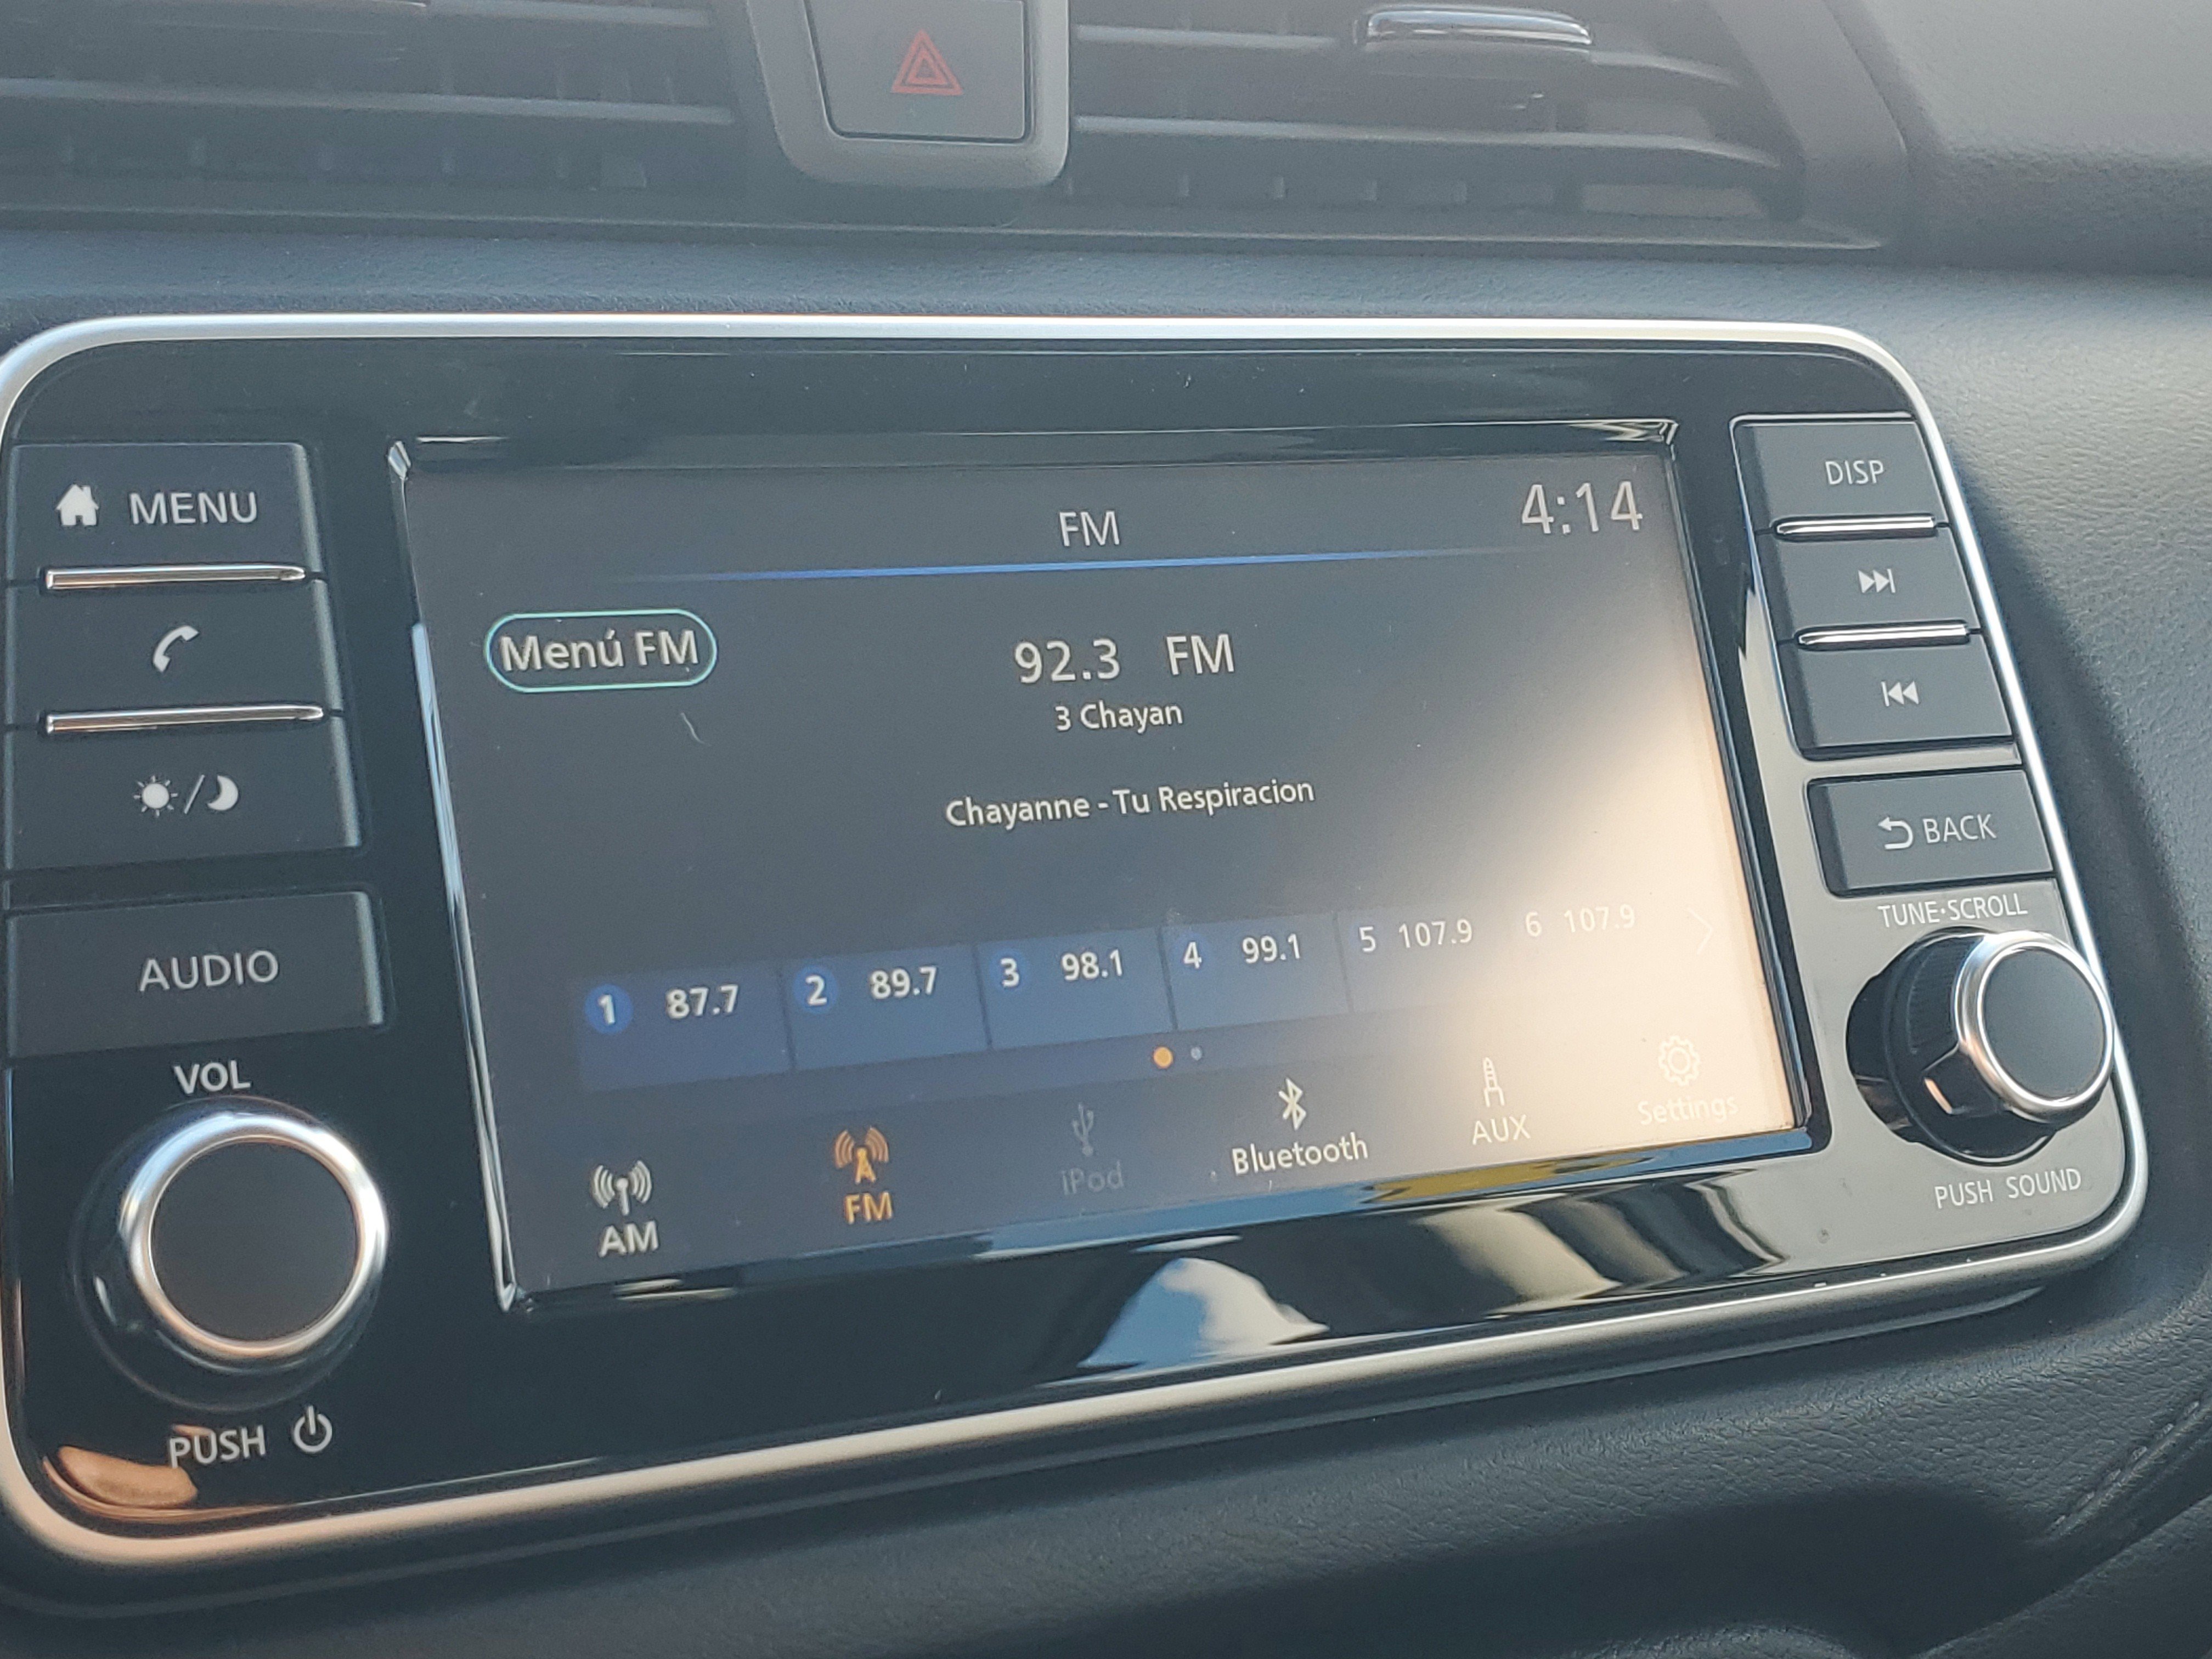 MENU
AUDIO
VOL
PUSH
FM
4:14
Menú FM
92.3 FM
3 Chayan
Chayanne - Tu Respiracion
1 87.7
2 89.7
3 98.1
4 99.1
5 107.9
6 107.9
AM
FM
iPod
Bluetooth
AUX
Settings
DISP
BACK
TUNE·SCROLL
PUSH SOUND